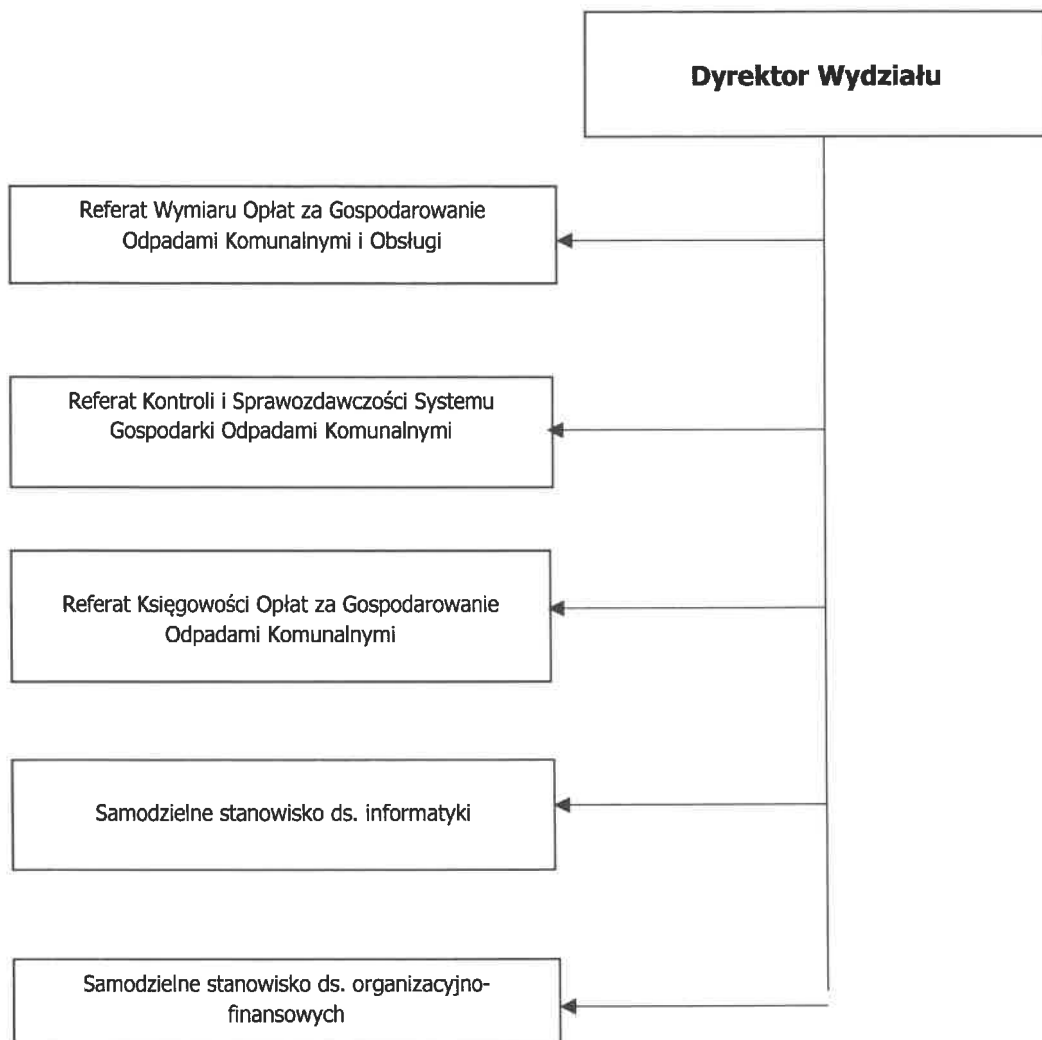 Dyrektor Wydziału
Referat Wymiaru Opłat za Gospodarowanie
Odpadami Komunalnymi i Obsługi
Referat Kontroli i Sprawozdawczości Systemu
Gospodarki Odpadami Komunalnymi
Referat Księgowości Opłat za Gospodarowanie
Odpadami Komunalnymi
Samodzielne stanowisko ds. informatyki
Samodzielne stanowisko ds. organizacyjno-
finansowych